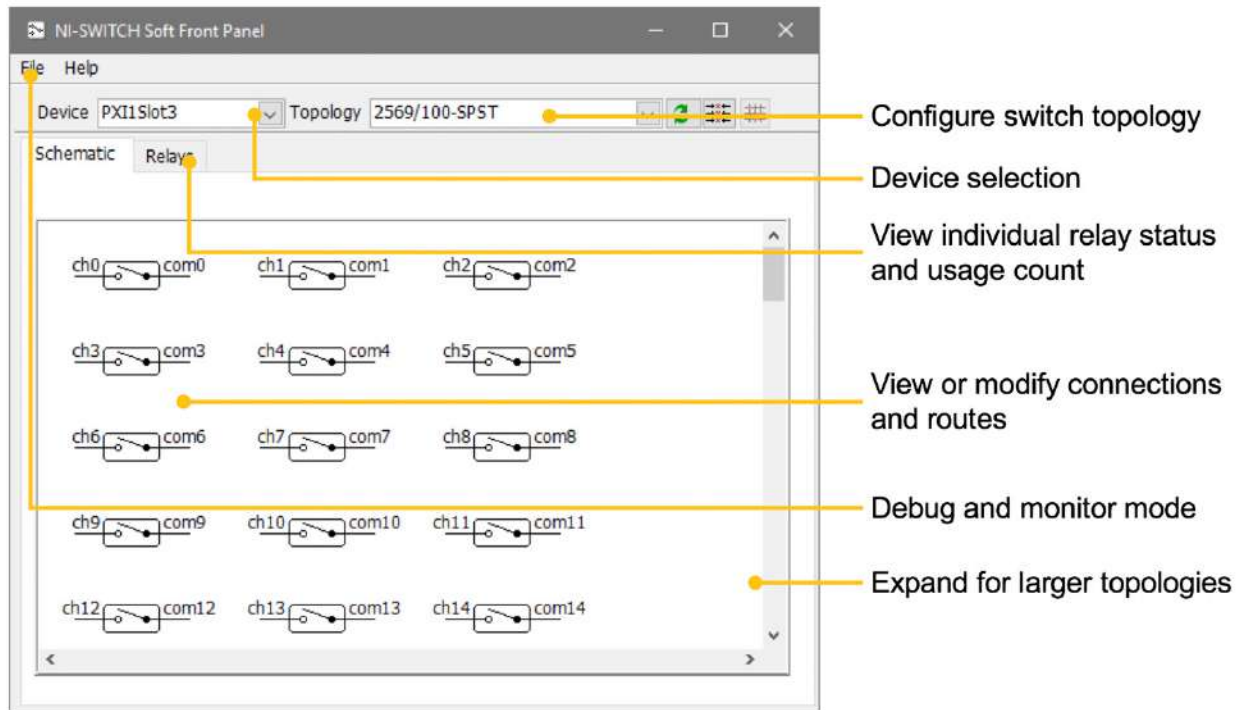 NI-SWITCH Soft Front Panel
File Help
Device PXI1Slot3 Topology 2569/100-SPST
Configure switch topology
Schematic Relays
Device selection
View individual relay status
and usage count
ch0 com0 ch1 com1 ch2 com2
ch3 com3 ch4 com4 ch5 com5
View or modify connections
and routes
ch6 com6 ch7 com7 ch8 com8
Debug and monitor mode
ch9 com9 ch10 com10 ch11 com11
Expand for larger topologies
ch12 com12 ch13 com13 ch14 com14